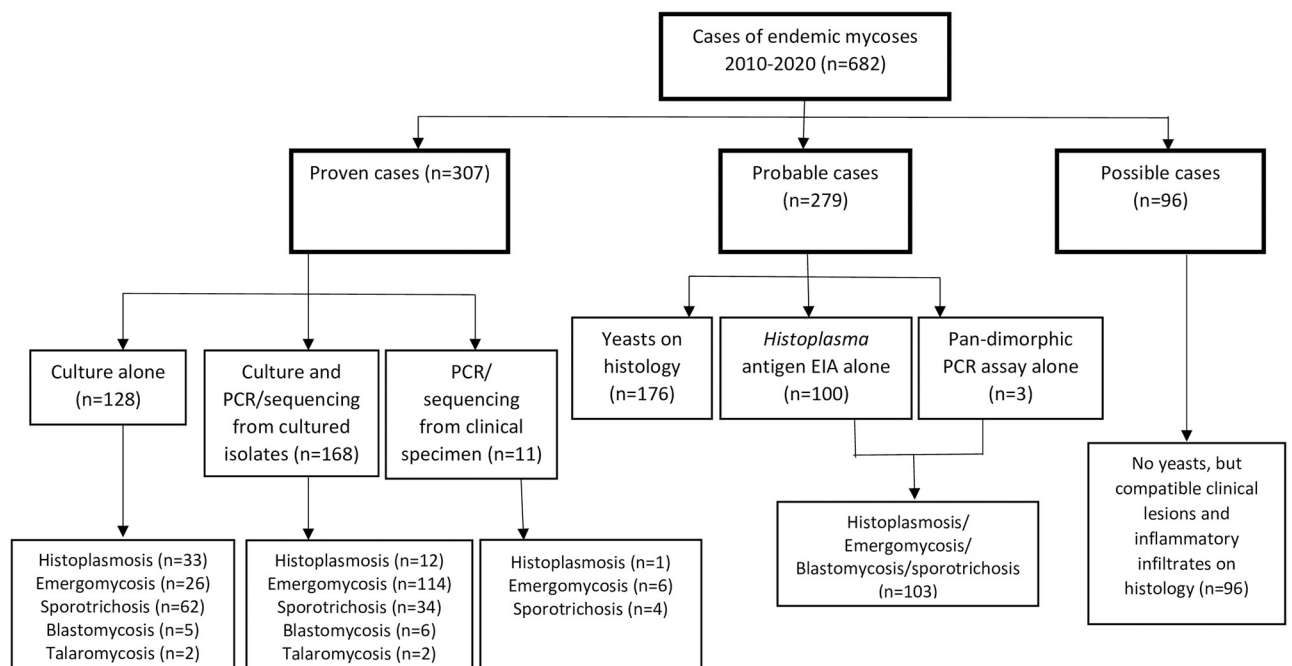 Cases of endemic mycoses
2010-2020 (n=682)
Proven cases (n=307)
Probable cases
(n=279)
Possible cases
(n=96)
Culture alone
(n=128)
Culture and
PCR/sequencing
from cultured
isolates (n=168)
PCR/
sequencing
from clinical
specimen (n=11)
Yeasts on
histology
(n=176)
Histoplasma
antigen EIA alone
(n=100)
Pan-dimorphic
PCR assay alone
(n=3)
Histoplasmosis (n=33)
Emergomycosis (n=26)
Sporotrichosis (n=62)
Blastomycosis (n=5)
Talaromycosis (n=2)
Histoplasmosis (n=12)
Emergomycosis (n=114)
Sporotrichosis (n=34)
Blastomycosis (n=6)
Talaromycosis (n=2)
Histoplasmosis (n=1)
Emergomycosis (n=6)
Sporotrichosis (n=4)
Histoplasmosis/
Emergomycosis/
Blastomycosis/sporotrichosis
(n=103)
No yeasts, but
compatible clinical
lesions and
inflammatory
infiltrates on
histology (n=96)